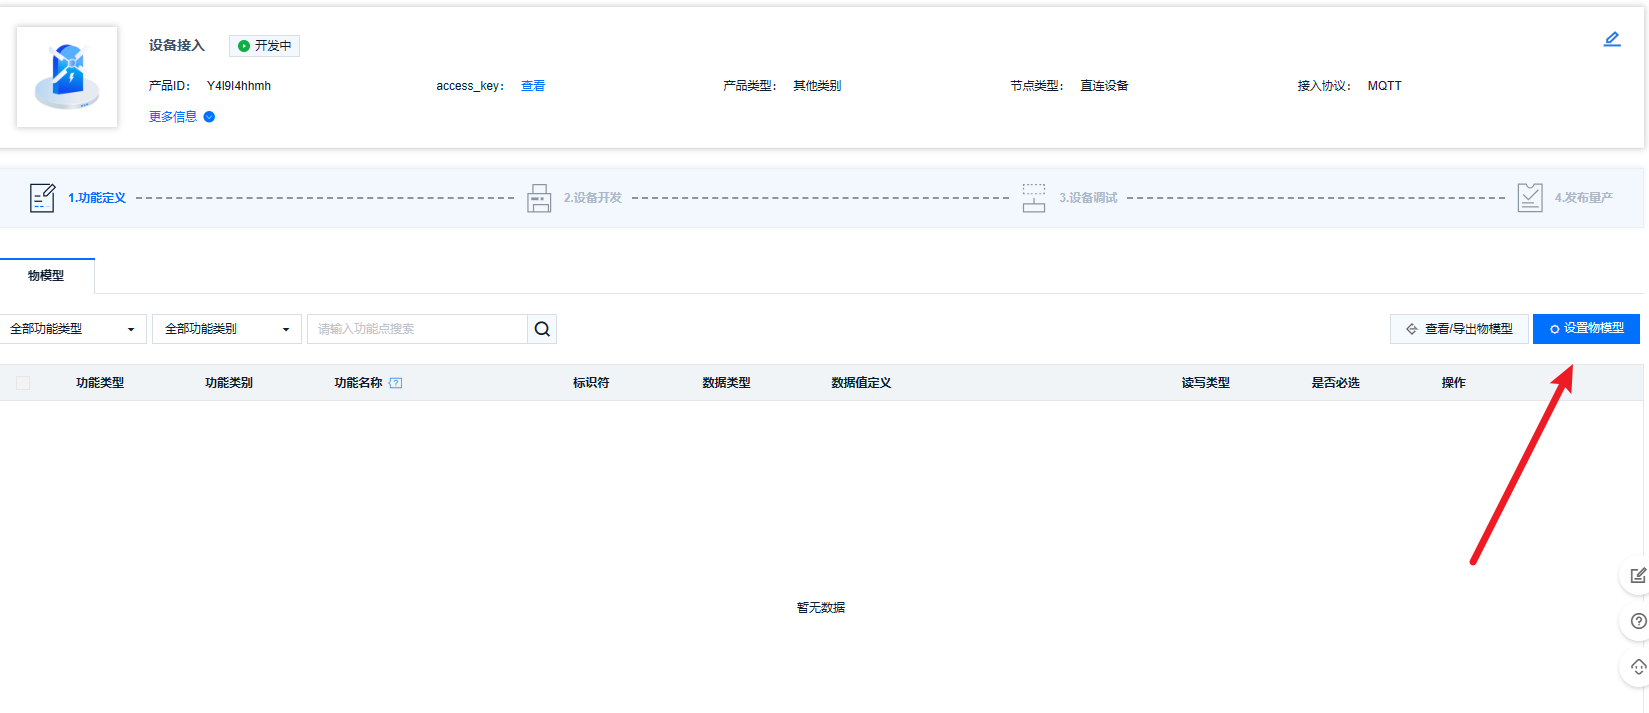 设备接入 开发中
产品ID： Y4I9I4hhmh access_key： 查看 产品类型： 其他类别 节点类型： 直连设备 接入协议： MQTT
更多信息
1.功能定义 2.设备开发 3.设备调试 4.发布量产
物模型
全部功能类型 全部功能类别 请输入功能点搜索 查看/导出物模型 设置物模型
功能类型 功能类别 功能名称 标识符 数据类型 数据值定义 读写类型 是否必选 操作
暂无数据